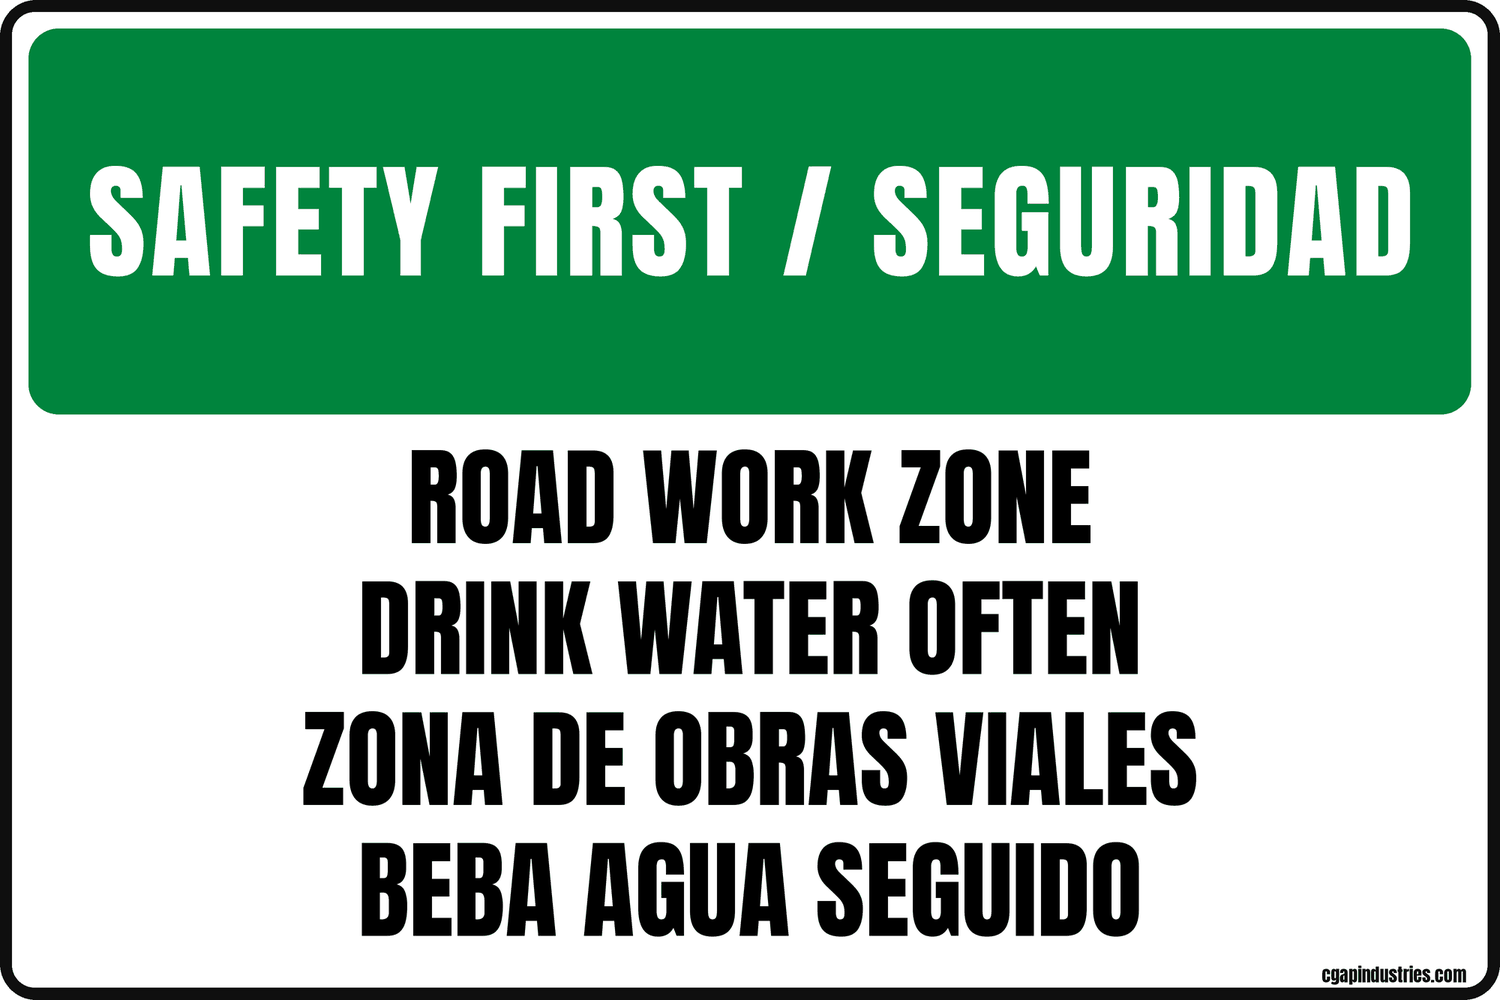 SAFETY FIRST / SEGURIDAD
ROAD WORK ZONE
DRINK WATER OFTEN
ZONA DE OBRAS VIALES
BEBA AGUA SEGUIDO
cgapindustries.com